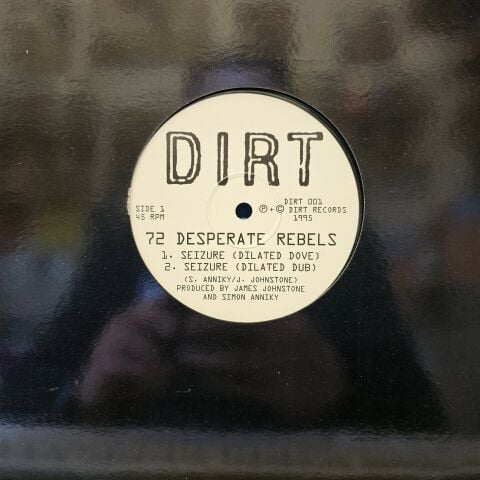 DIRT
SIDE 1
45 RPM
DIRT 001
℗ + © DIRT RECORDS
1995
72 DESPERATE REBELS
1. SEIZURE (DILATED DOVE)
2. SEIZURE (DILATED DUB)
(S. ANNIKY/J. JOHNSTONE)
PRODUCED BY JAMES JOHNSTONE
AND SIMON ANNIKY